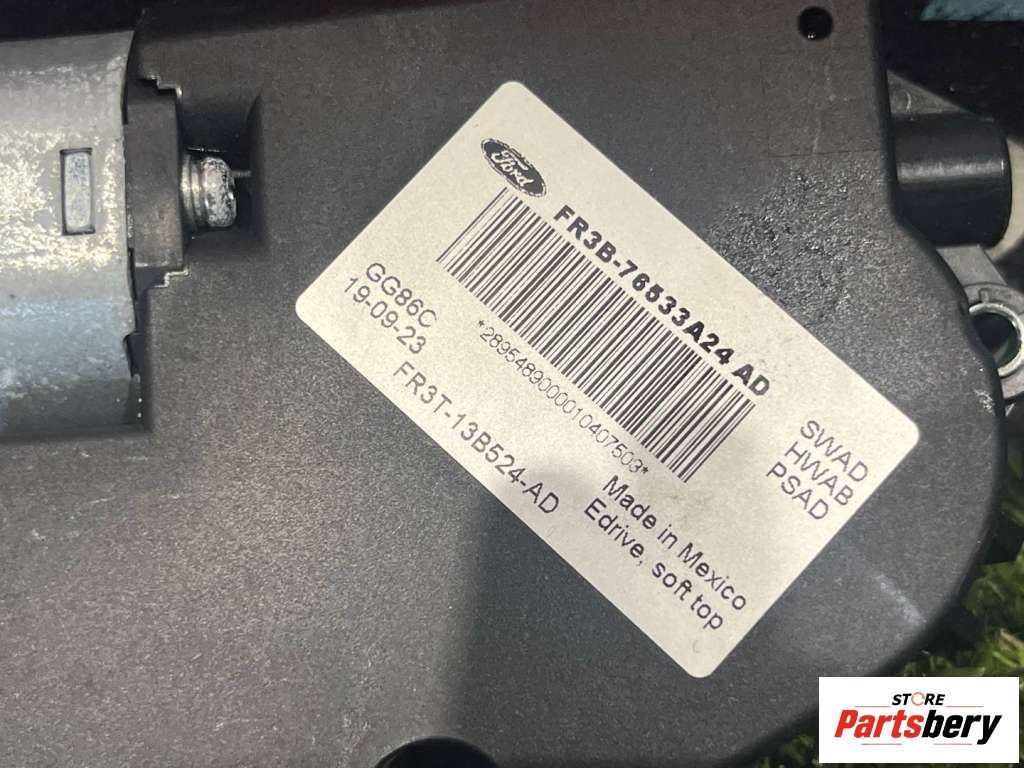 Ford
FR3B-76533A24 AD
*2895489000010407503*
GG86C
19-09-23
FR3T-13B524-AD
SWAD
HWAB
PSAD
Made in Mexico
Edrive, soft top
STORE
Partsbery